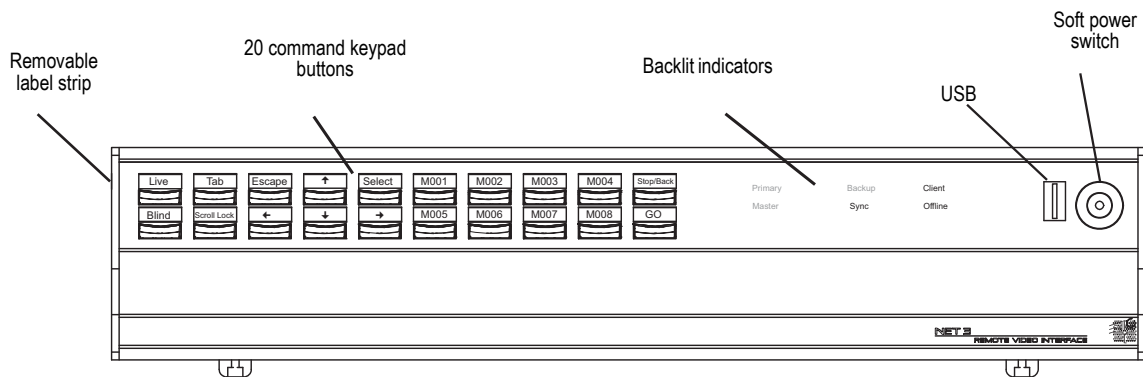 Soft power
switch
20 command keypad
buttons
Removable
label strip
Backlit indicators
USB
Live Tab Escape ↑ Select M001 M002 M003 M004 Stop/Back
Blind Scroll Lock ← ↓ → M005 M006 M007 M008 GO
Primary Backup Client
Master Sync Offline
NET 3
REMOTE VIDEO INTERFACE